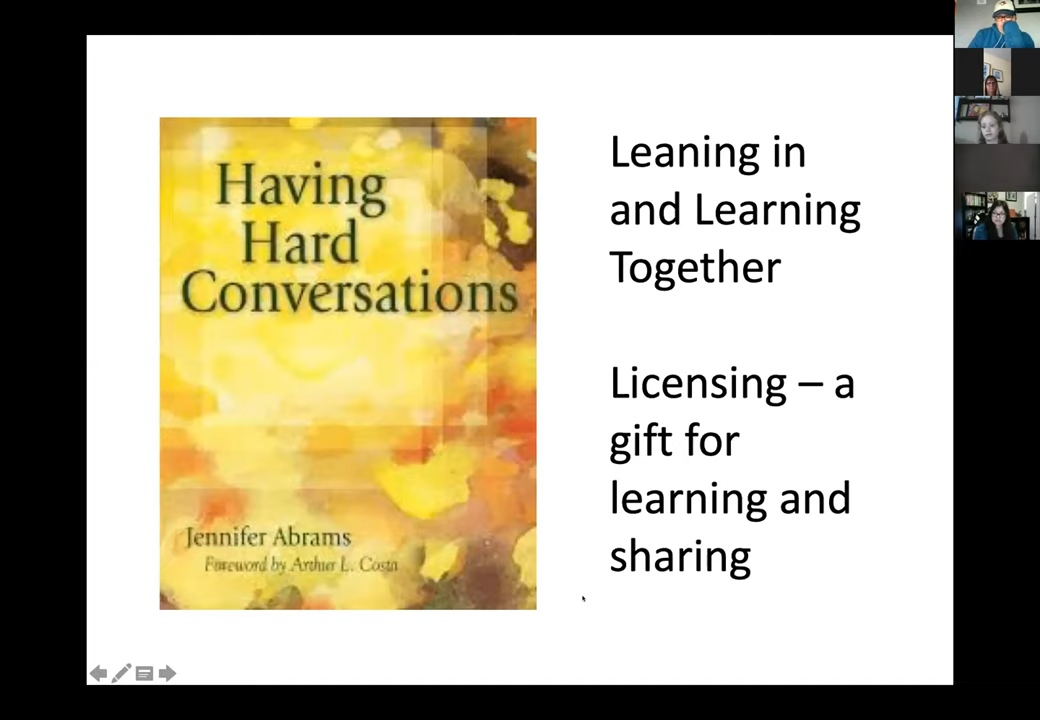 Having
Hard
Conversations
Jennifer Abrams
Foreword by Arthur L. Costa
Leaning in
and Learning
Together
Licensing – a
gift for
learning and
sharing